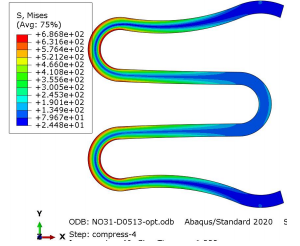 S, Mises
(Avg: 75%)
+6.868e+02
+6.316e+02
+5.764e+02
+5.212e+02
+4.660e+02
+4.108e+02
+3.556e+02
+3.005e+02
+2.453e+02
+1.901e+02
+1.349e+02
+7.967e+01
+2.448e+01
Y
X
ODB: NO31-D0513-opt.odb Abaqus/Standard 2020 S
Step: compress-4